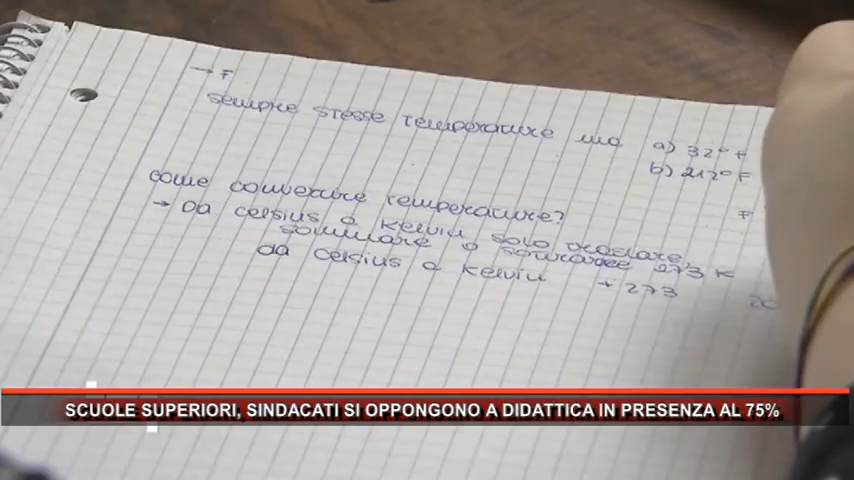 → F
sempre stesse temperature ma a) 32° F
b) 212° F
F
come convertire temperature?
→ Da celsius a kelvin solo traslare,
sommare o sottrarre 273 K
da celsius a kelvin + 273
20
SCUOLE SUPERIORI, SINDACATI SI OPPONGONO A DIDATTICA IN PRESENZA AL 75%